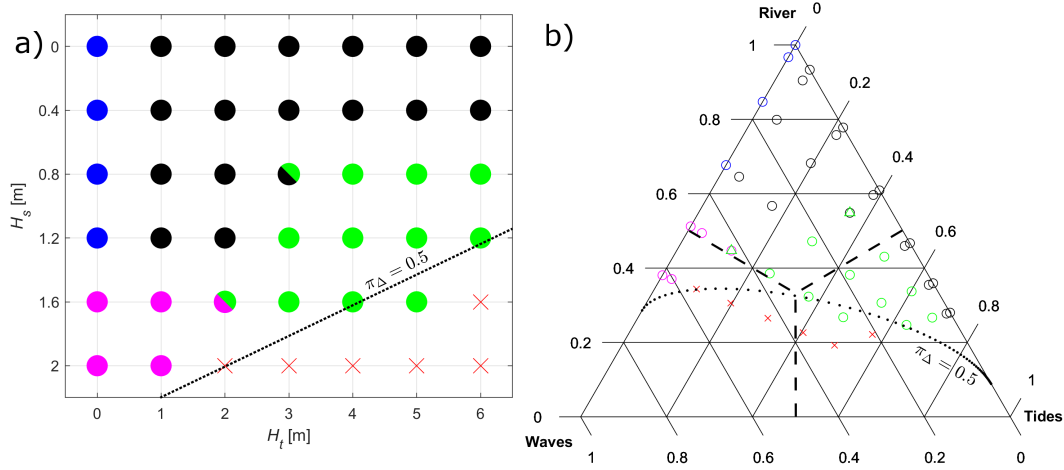 a)
0
0.4
0.8
1.2
1.6
2
H_s [m]
π_Δ = 0.5
0 1 2 3 4 5 6
H_t [m]
b)
River
0
1
0.2
0.8
0.4
0.6
0.6
0.4
0.8
0.2
π_Δ = 0.5
1
0
Waves
Tides
1 0.8 0.6 0.4 0.2 0